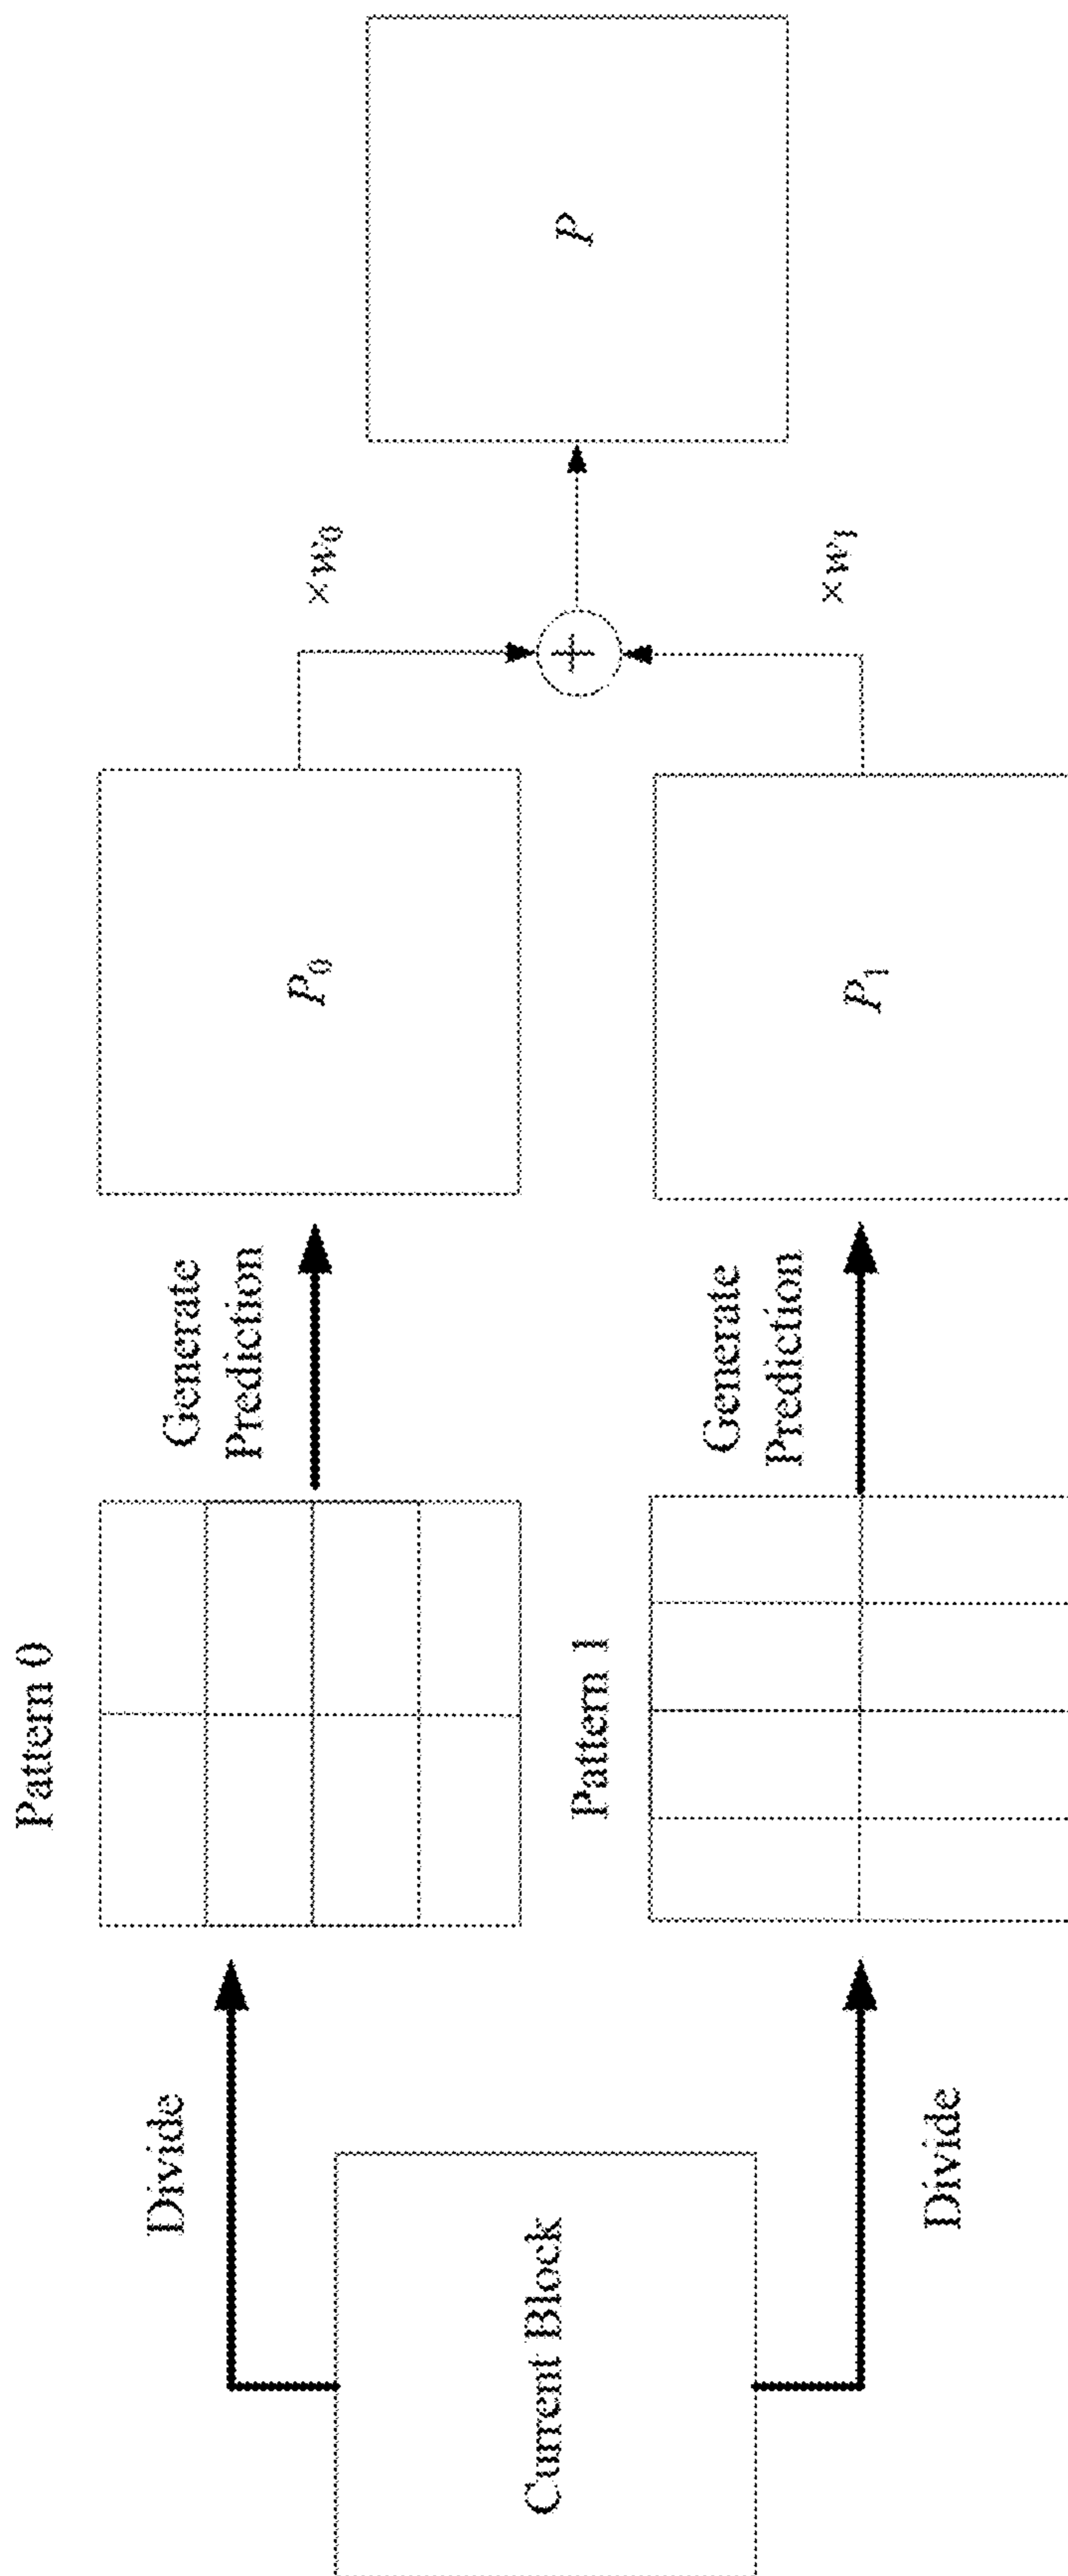 Current Block
Divide
Divide
Pattern 0
Pattern 1
Generate
Prediction
Generate
Prediction
P₀
P₁
×w₀
×w₁
+
P